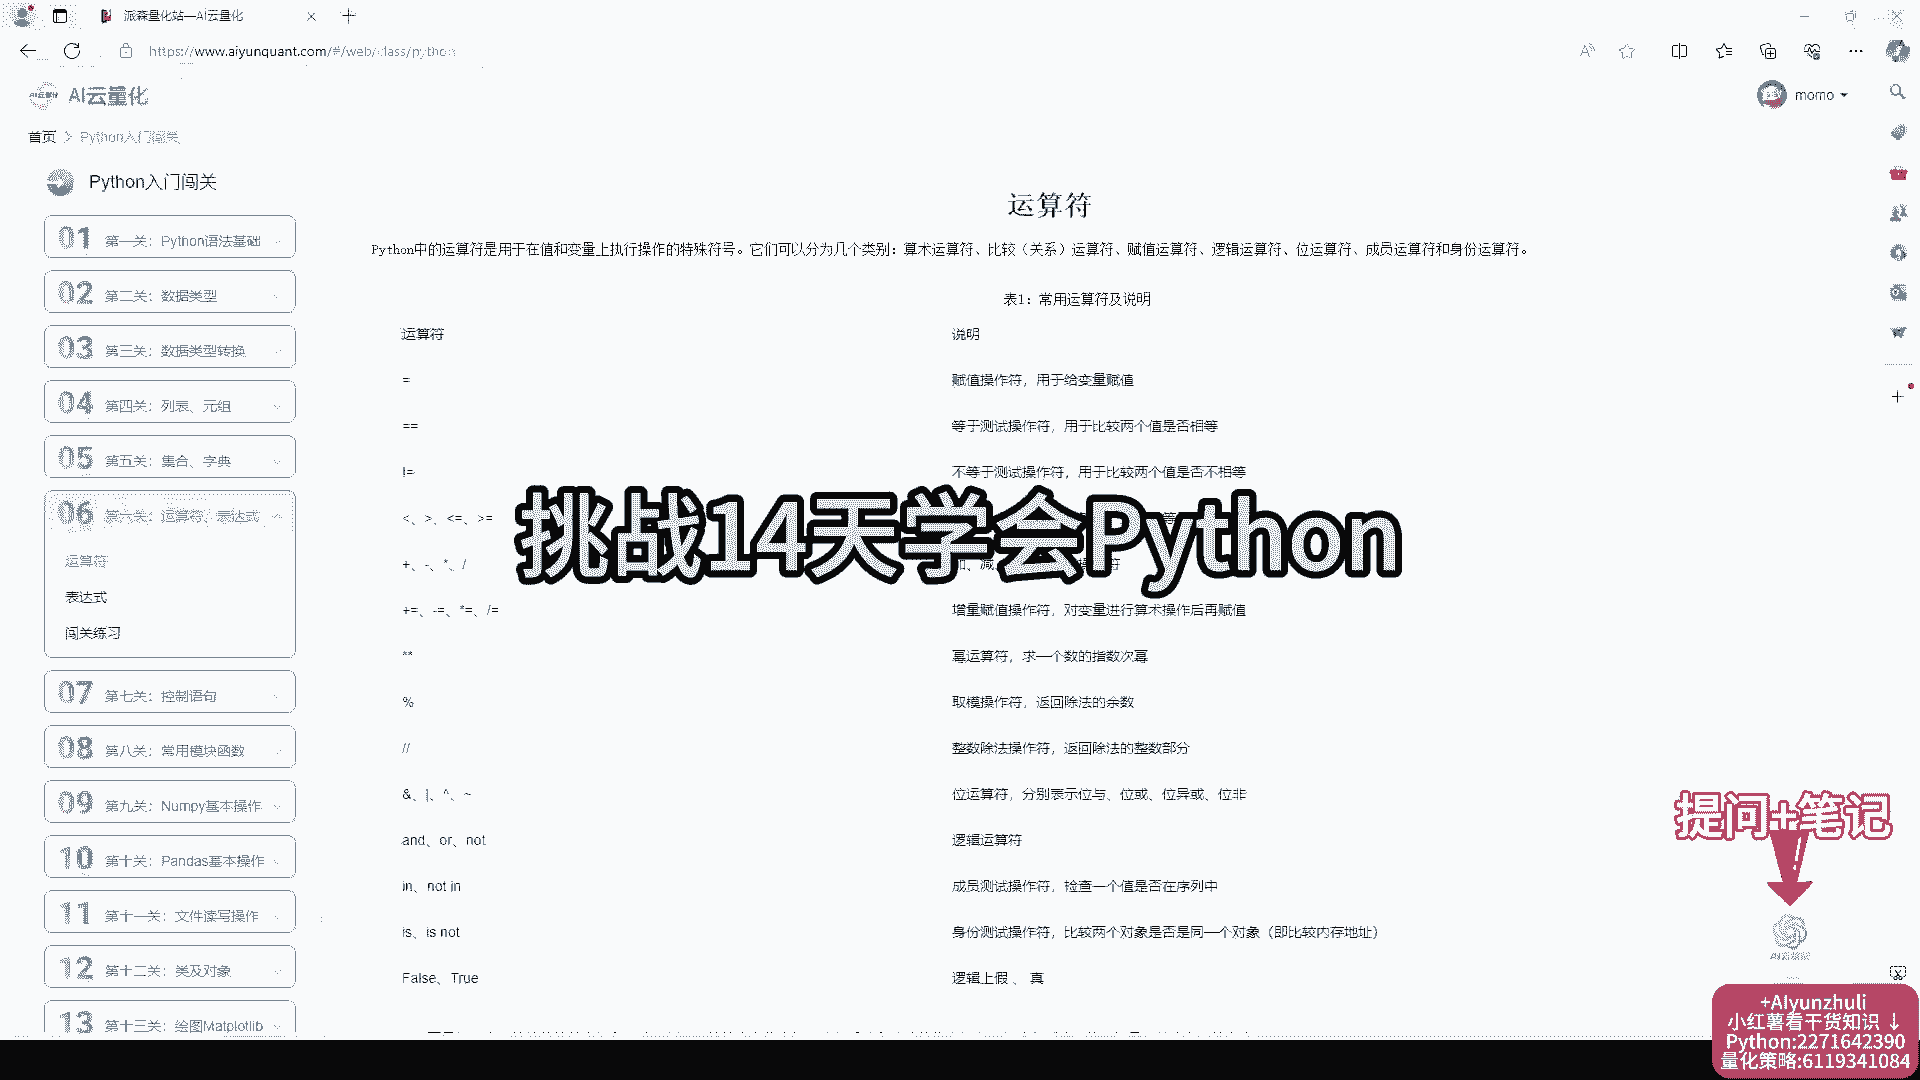 派森量化站—AI云量化
https://www.aiyunquant.com/#/web/class/python
AI云量化
momo
首页 > Python入门闯关
Python入门闯关
01 第一关：Python语法基础
02 第二关：数据类型
03 第三关：数据类型转换
04 第四关：列表、元组
05 第五关：集合、字典
06 第六关：运算符、表达式
运算符
表达式
闯关练习
07 第七关：控制语句
08 第八关：常用模块函数
09 第九关：Numpy基本操作
10 第十关：Pandas基本操作
11 第十一关：文件读写操作
12 第十二关：类及对象
13 第十三关：绘图Matplotlib
运算符
Python中的运算符是用于在值和变量上执行操作的特殊符号。它们可以分为几个类别：算术运算符、比较（关系）运算符、赋值运算符、逻辑运算符、位运算符、成员运算符和身份运算符。
表1：常用运算符及说明
运算符 说明
= 赋值操作符，用于给变量赋值
== 等于测试操作符，用于比较两个值是否相等
!= 不等于测试操作符，用于比较两个值是否不相等
<、>、<=、>=
+、-、*、/
+=、-=、*=、/= 增量赋值操作符，对变量进行算术操作后再赋值
** 幂运算符，求一个数的指数次幂
% 取模操作符，返回除法的余数
// 整数除法操作符，返回除法的整数部分
&、|、^、~ 位运算符，分别表示位与、位或、位异或、位非
and、or、not 逻辑运算符
in、not in 成员测试操作符，检查一个值是否在序列中
is、is not 身份测试操作符，比较两个对象是否是同一个对象（即比较内存地址）
False、True 逻辑上假 、 真
挑战14天学会Python
提问+笔记
+AIyunzhuli
小红薯看干货知识 ↓
Python:2271642390
量化策略:6119341084